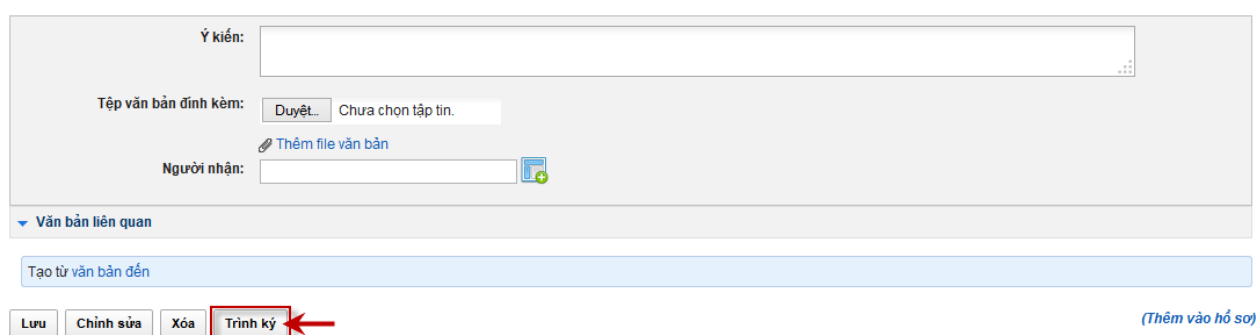 Ý kiến:
Tệp văn bản đính kèm:
Duyệt... Chưa chọn tập tin.
Thêm file văn bản
Người nhận:
Văn bản liên quan
Tạo từ văn bản đến
Lưu Chỉnh sửa Xóa Trình ký (Thêm vào hồ sơ)